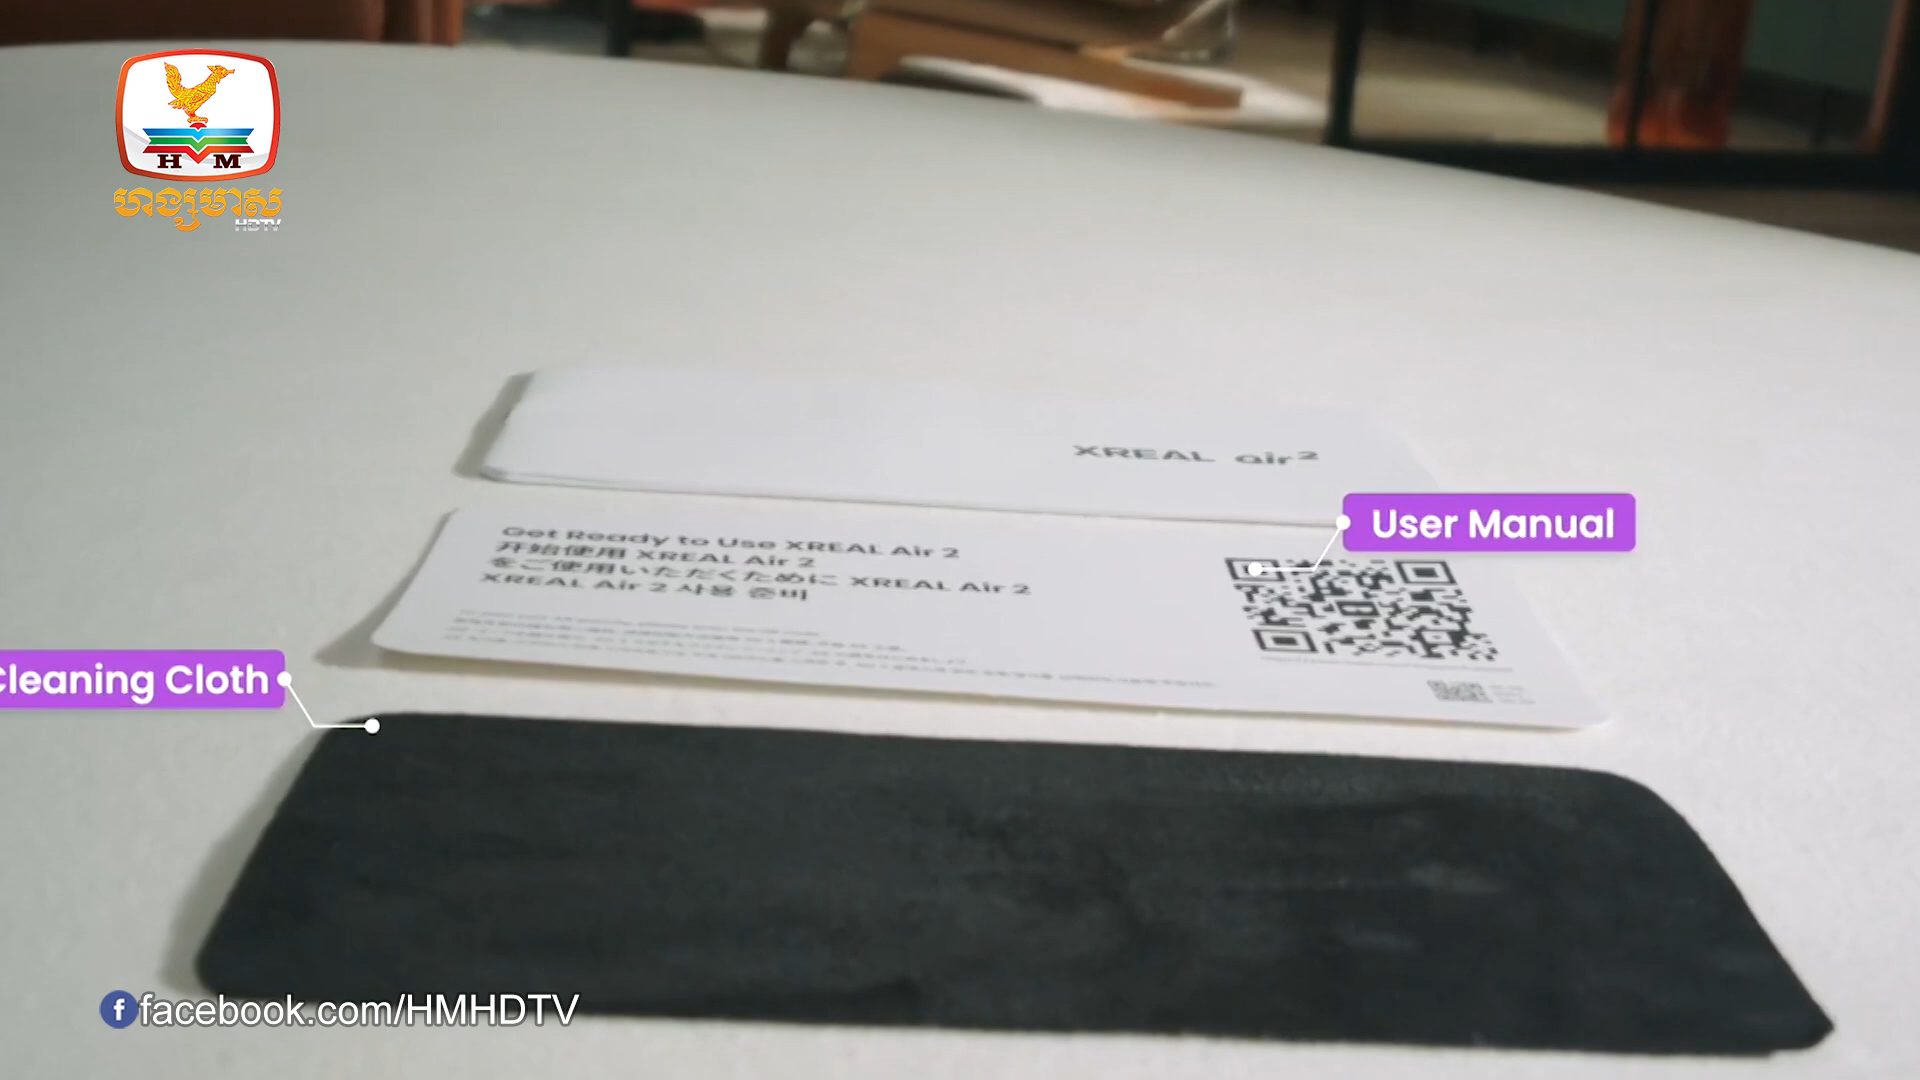 H M
ហង្សមាស
HDTV
XREAL air 2
User Manual
Get Ready to Use XREAL Air 2
开始使用 XREAL Air 2
をご使用いただくために XREAL Air 2
XREAL Air 2 사용 준비
Cleaning Cloth
facebook.com/HMHDTV